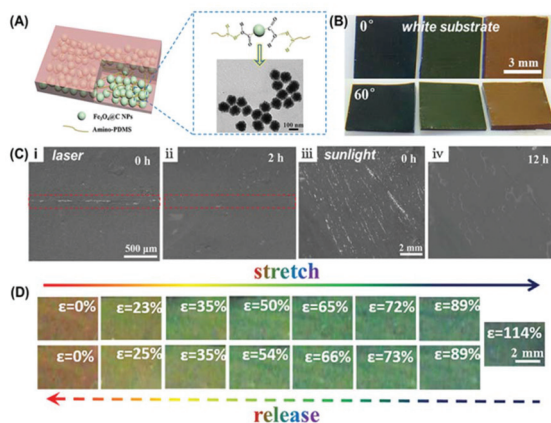 (A)
Fe₃O₄@C NPs
Amino-PDMS
100 nm
(B)
0° white substrate
3 mm
60°
(C)
i laser 0 h
500 μm
ii 2 h
iii sunlight 0 h
2 mm
iv 12 h
stretch
(D)
ε=0% ε=23% ε=35% ε=50% ε=65% ε=72% ε=89%
ε=114%
2 mm
ε=0% ε=25% ε=35% ε=54% ε=66% ε=73% ε=89%
release